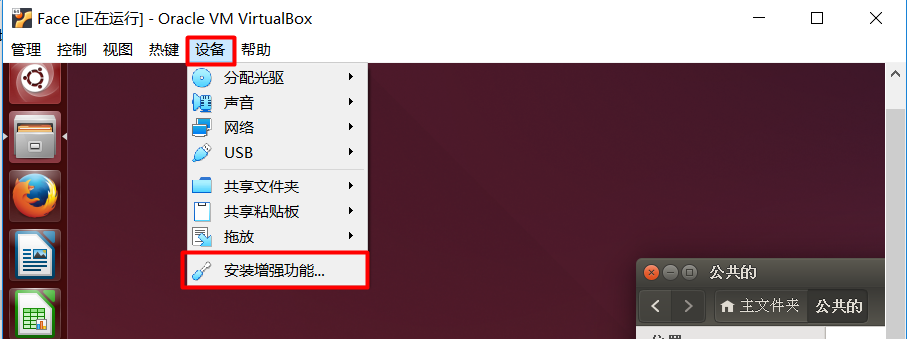 Face [正在运行] - Oracle VM VirtualBox
管理 控制 视图 热键 设备 帮助
分配光驱
声音
网络
USB
共享文件夹
共享粘贴板
拖放
安装增强功能...
公共的
主文件夹 公共的
位置